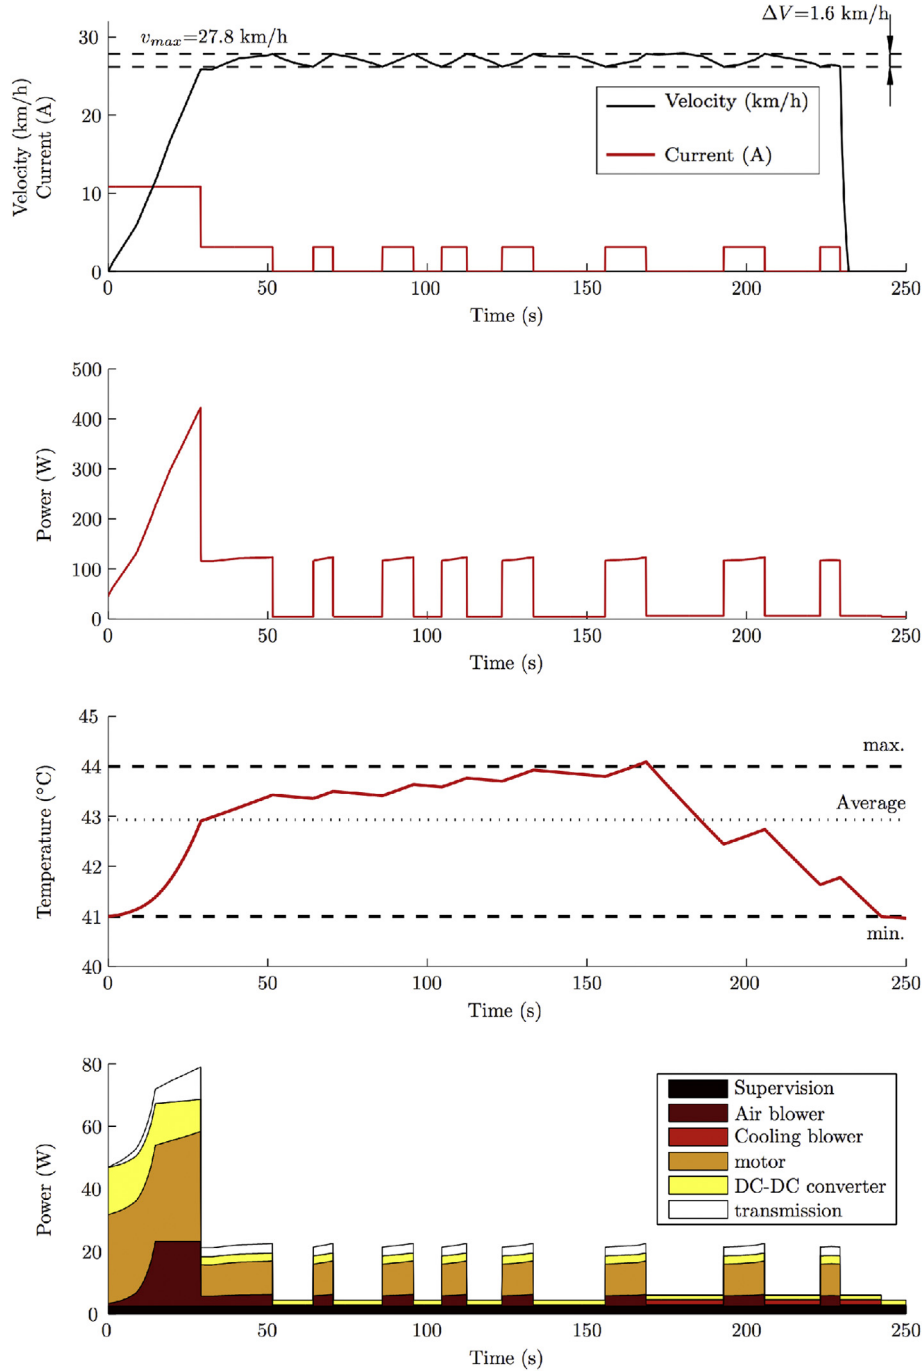 ΔV=1.6 km/h
v_max=27.8 km/h
30
20
10
0
Velocity (km/h)
Current (A)
Velocity (km/h)
Current (A)
0 50 100 150 200 250
Time (s)
500
400
300
200
100
0
Power (W)
0 50 100 150 200 250
Time (s)
45
44
43
42
41
40
Temperature (°C)
max.
Average
min.
0 50 100 150 200 250
Time (s)
80
60
40
20
0
Power (W)
Supervision
Air blower
Cooling blower
motor
DC-DC converter
transmission
0 50 100 150 200 250
Time (s)